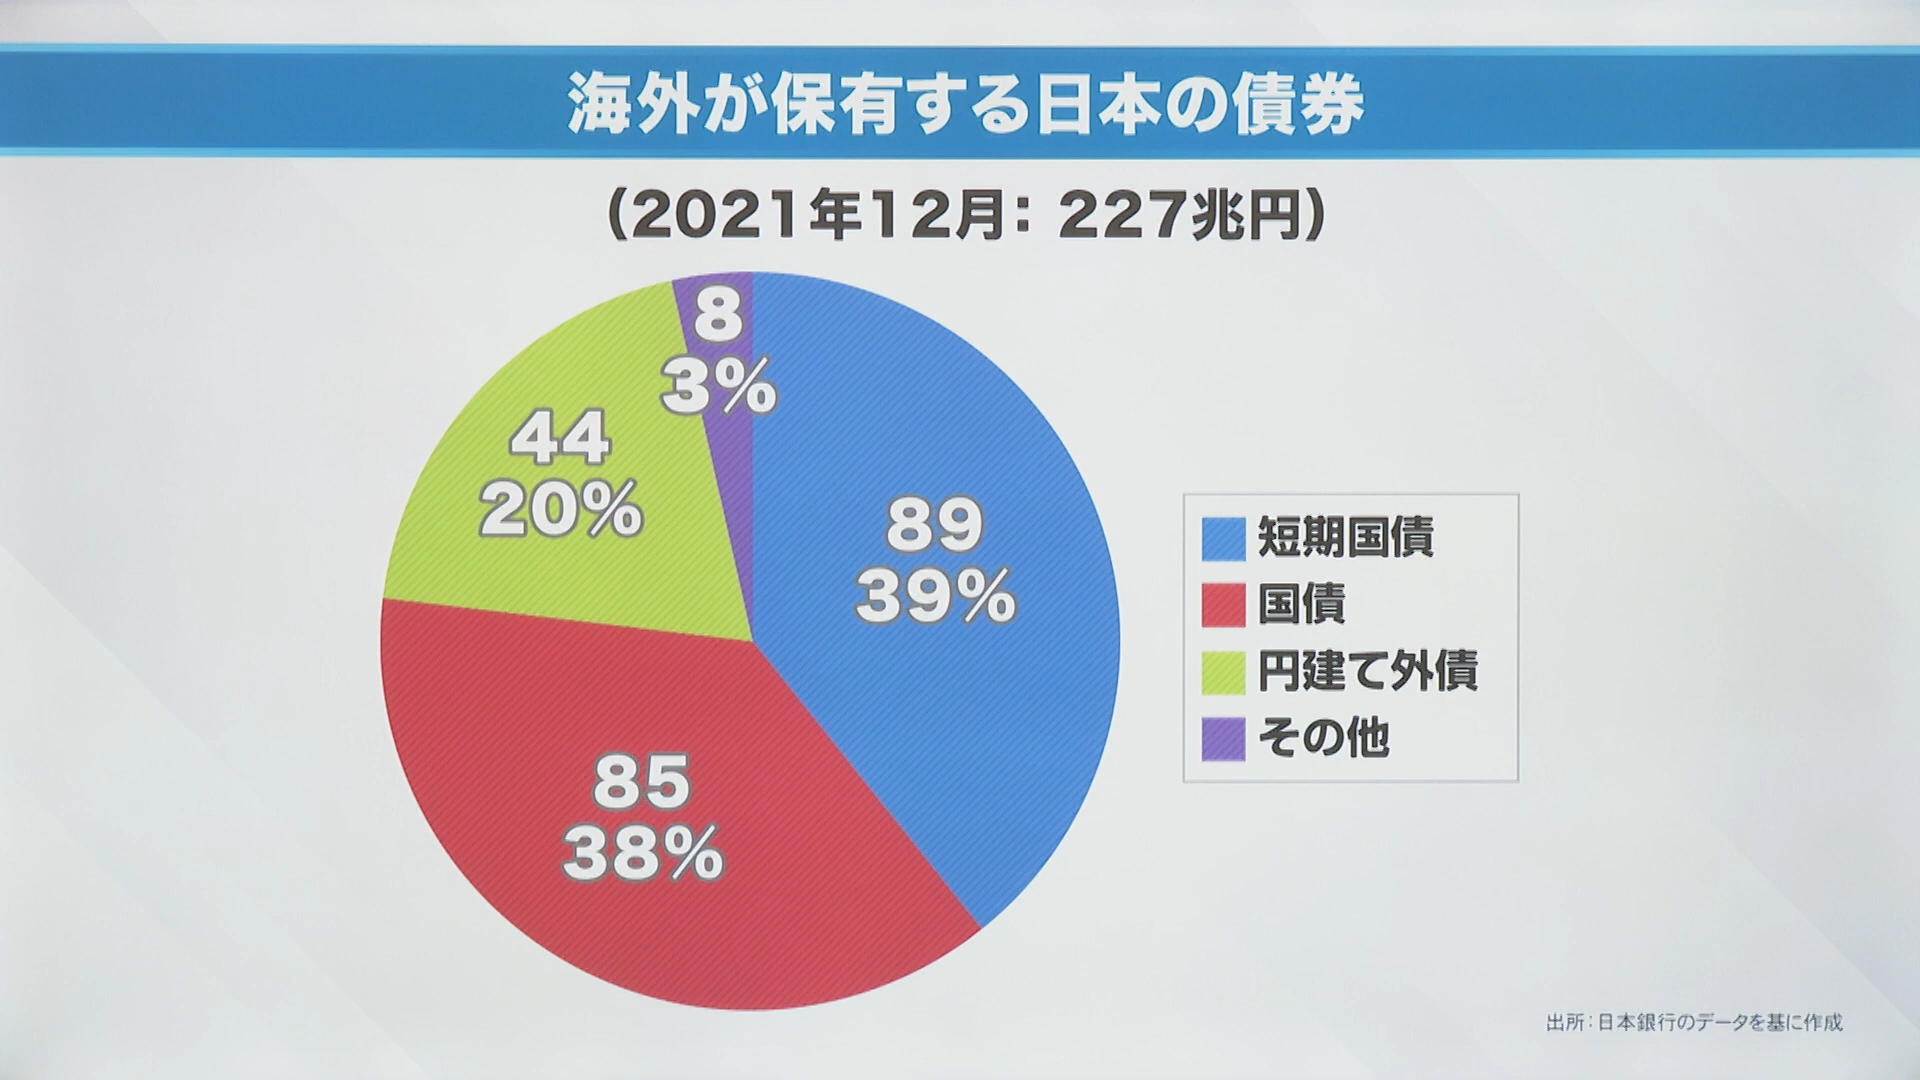 海外が保有する日本の債券
（2021年12月： 227兆円）
8
3%
44
20%
89
39%
85
38%
短期国債
国債
円建て外債
その他
出所：日本銀行のデータを基に作成